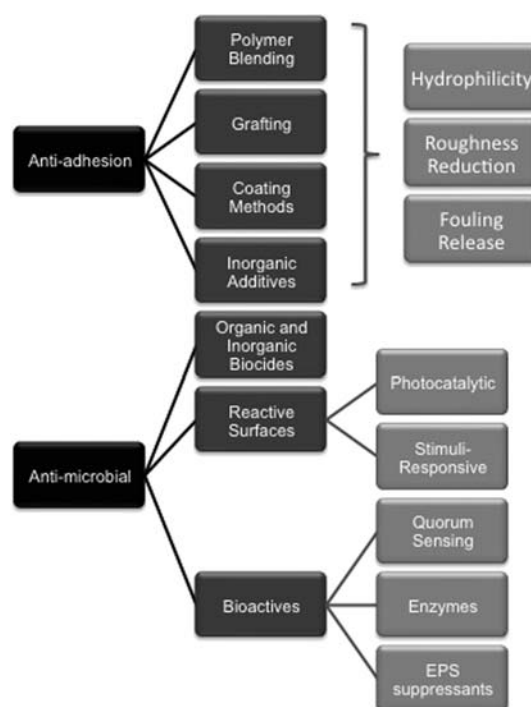 Anti-adhesion
Polymer
Blending
Grafting
Coating
Methods
Inorganic
Additives
Hydrophilicity
Roughness
Reduction
Fouling
Release
Anti-microbial
Organic and
Inorganic
Biocides
Reactive
Surfaces
Photocatalytic
Stimuli-
Responsive
Bioactives
Quorum
Sensing
Enzymes
EPS
suppressants